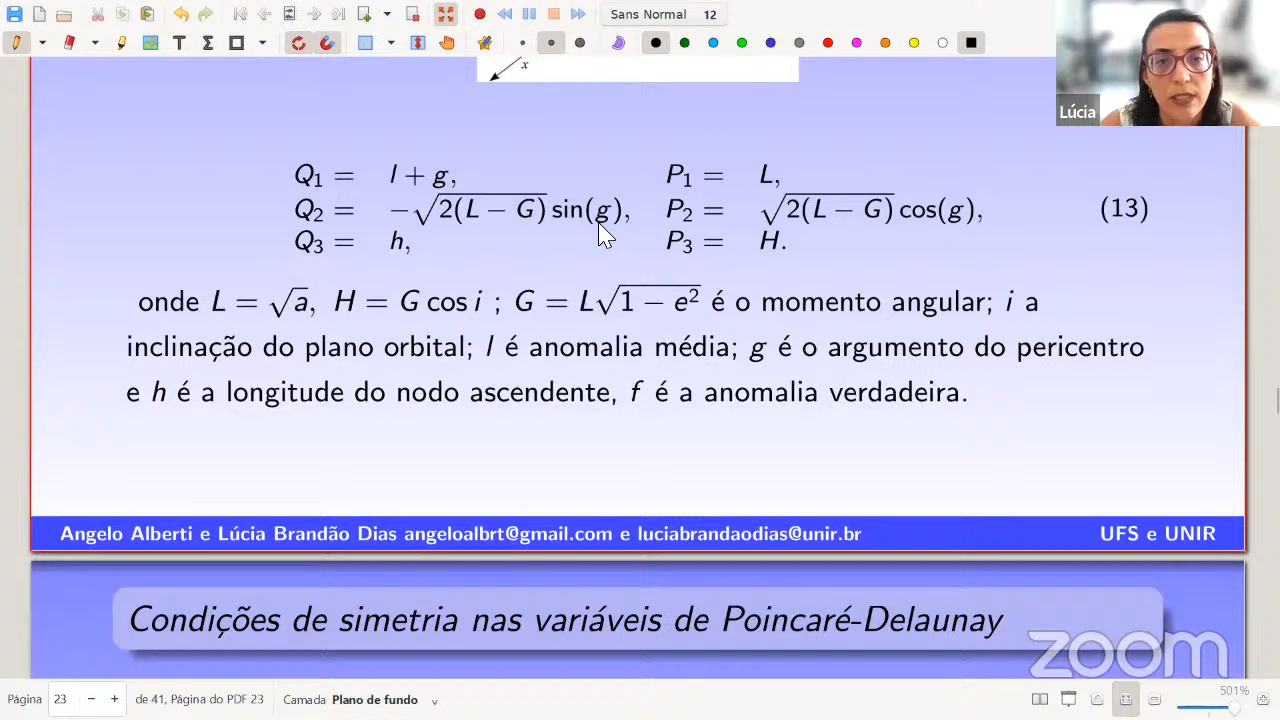 Sans Normal 12
x
Lúcia
Q₁ = l + g, P₁ = L,
Q₂ = −√2(L − G) sin(g), P₂ = √2(L − G) cos(g), (13)
Q₃ = h, P₃ = H.
onde L = √a, H = G cos i ; G = L√1 − e² é o momento angular; i a
inclinação do plano orbital; l é anomalia média; g é o argumento do pericentro
e h é a longitude do nodo ascendente, f é a anomalia verdadeira.
Angelo Alberti e Lúcia Brandão Dias angeloalbrt@gmail.com e luciabrandaodias@unir.br UFS e UNIR
Condições de simetria nas variáveis de Poincaré-Delaunay
zoom
Página 23 − + de 41, Página do PDF 23 Camada Plano de fundo 501%